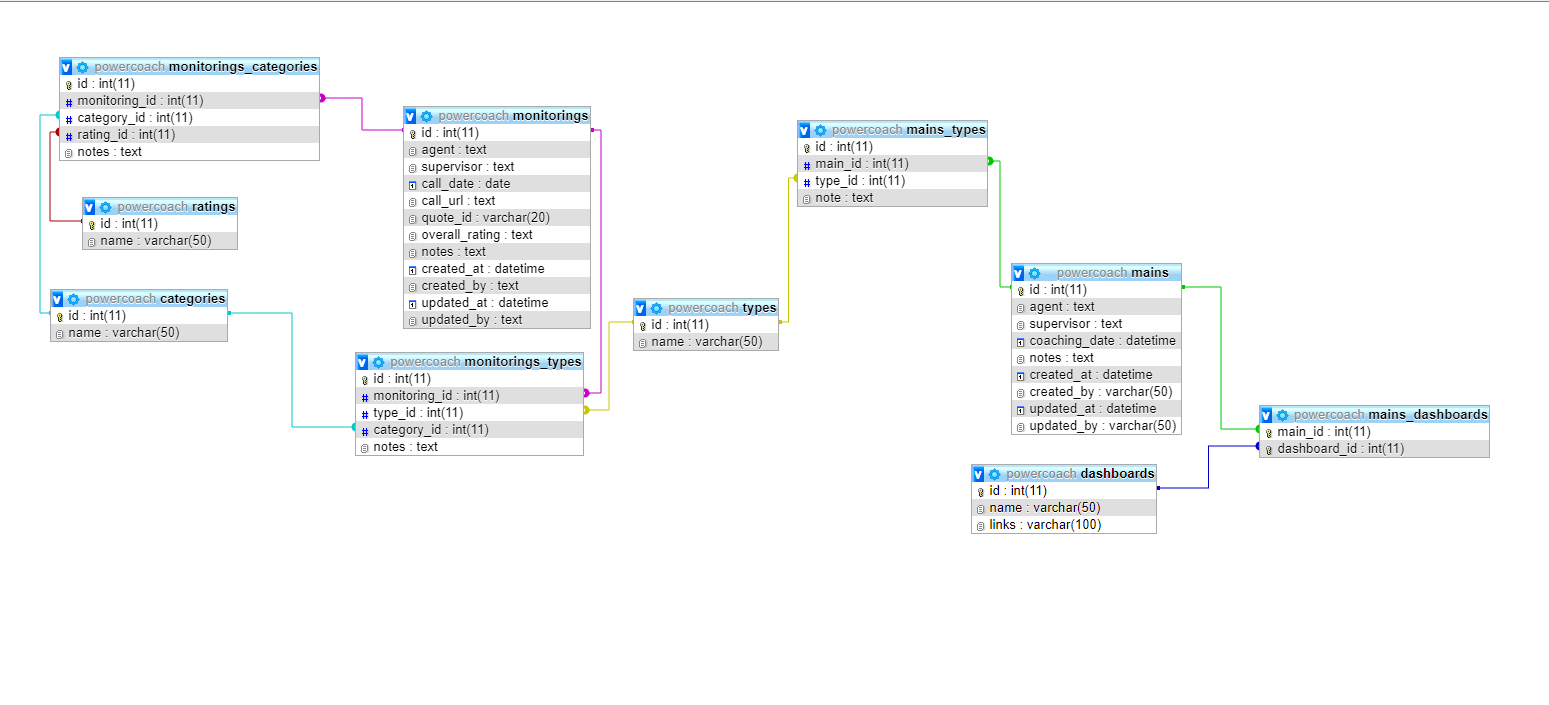 powercoach monitorings_categories
id : int(11)
monitoring_id : int(11)
category_id : int(11)
rating_id : int(11)
notes : text
powercoach ratings
id : int(11)
name : varchar(50)
powercoach categories
id : int(11)
name : varchar(50)
powercoach monitorings
id : int(11)
agent : text
supervisor : text
call_date : date
call_url : text
quote_id : varchar(20)
overall_rating : text
notes : text
created_at : datetime
created_by : text
updated_at : datetime
updated_by : text
powercoach monitorings_types
id : int(11)
monitoring_id : int(11)
type_id : int(11)
category_id : int(11)
notes : text
powercoach types
id : int(11)
name : varchar(50)
powercoach mains_types
id : int(11)
main_id : int(11)
type_id : int(11)
note : text
powercoach mains
id : int(11)
agent : text
supervisor : text
coaching_date : datetime
notes : text
created_at : datetime
created_by : varchar(50)
updated_at : datetime
updated_by : varchar(50)
powercoach dashboards
id : int(11)
name : varchar(50)
links : varchar(100)
powercoach mains_dashboards
main_id : int(11)
dashboard_id : int(11)